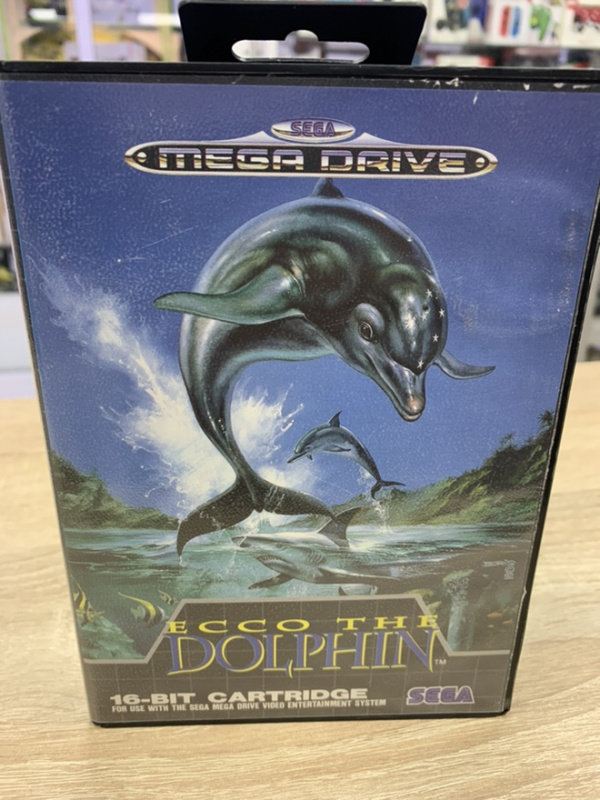 SEGA
MEGA DRIVE
ECCO THE
DOLPHIN™
16-BIT CARTRIDGE
FOR USE WITH THE SEGA MEGA DRIVE VIDEO ENTERTAINMENT SYSTEM
SEGA